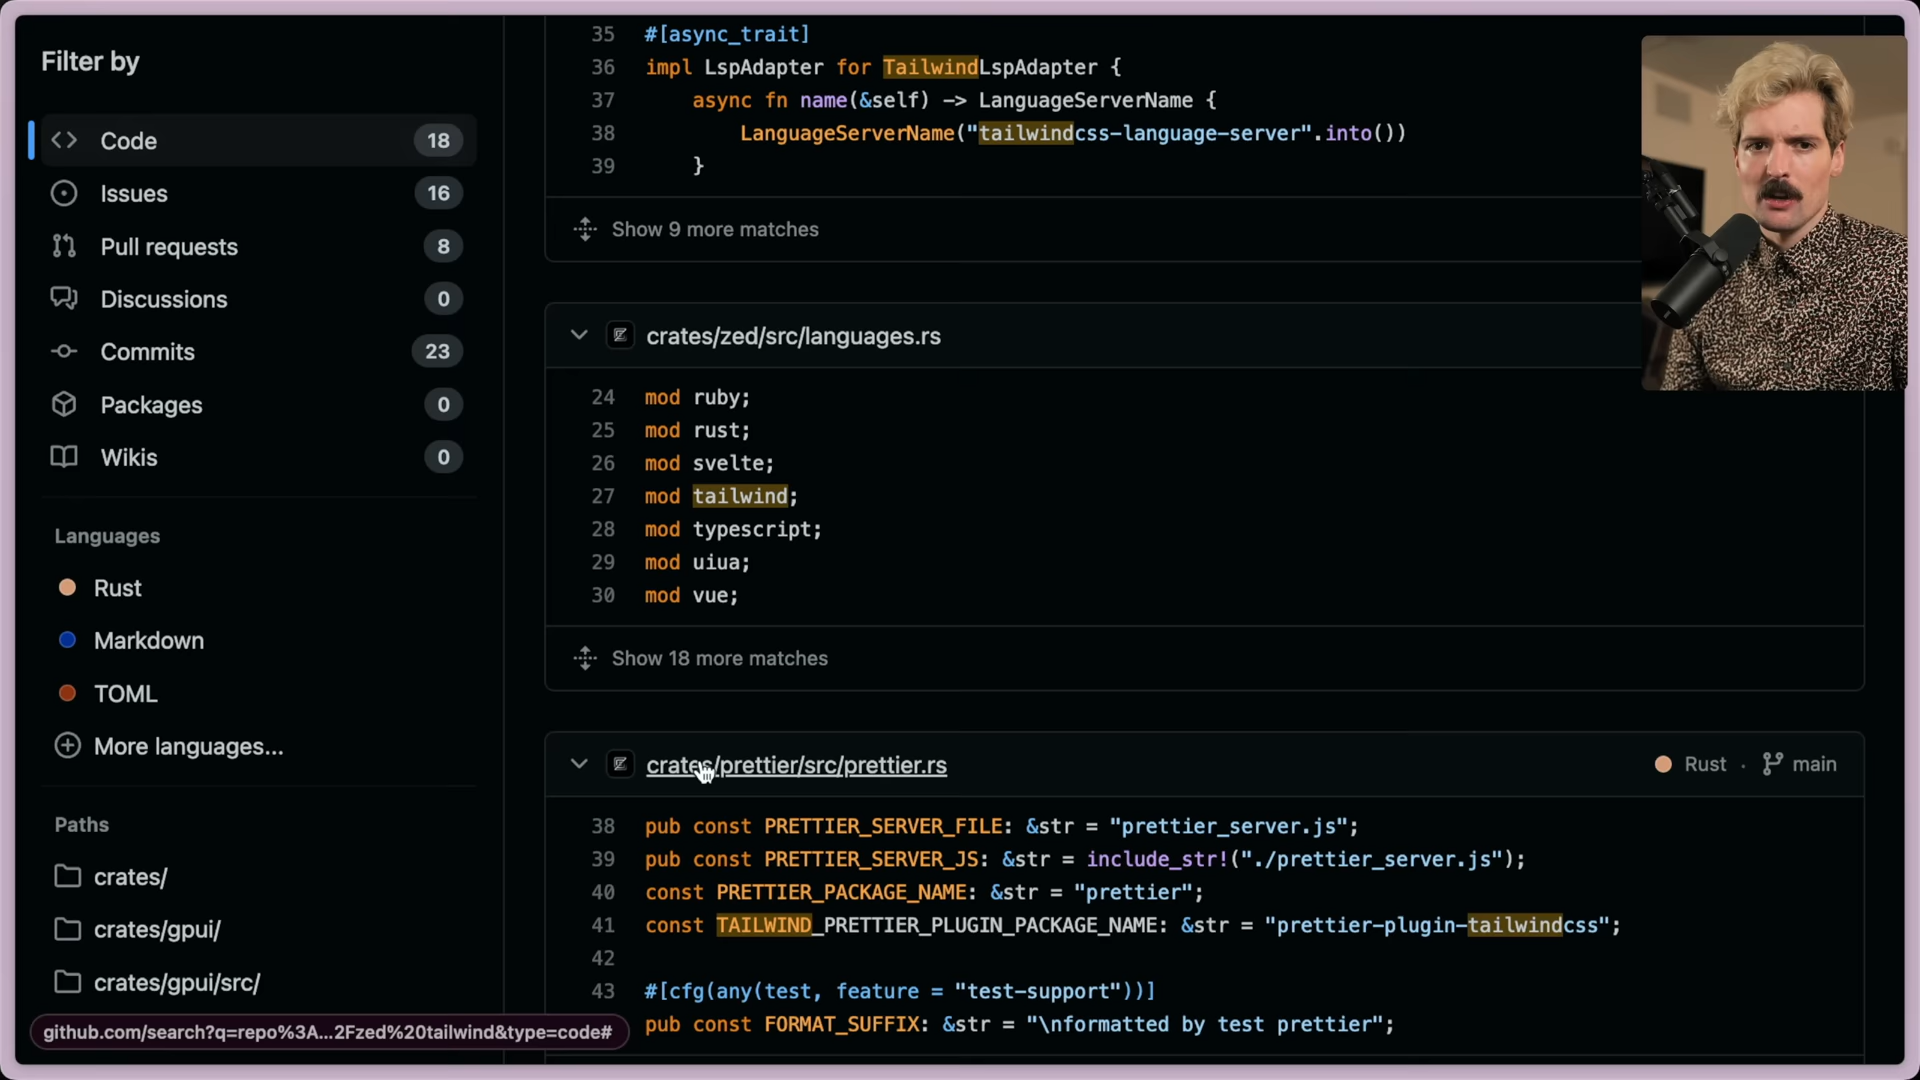 Filter by
Code 18
Issues 16
Pull requests 8
Discussions 0
Commits 23
Packages 0
Wikis 0
Languages
Rust
Markdown
TOML
More languages...
Paths
crates/
crates/gpui/
crates/gpui/src/
github.com/search?q=repo%3A...2Fzed%20tailwind&type=code#
35 #[async_trait]
36 impl LspAdapter for TailwindLspAdapter {
37 async fn name(&self) -> LanguageServerName {
38 LanguageServerName("tailwindcss-language-server".into())
39 }
Show 9 more matches
crates/zed/src/languages.rs
24 mod ruby;
25 mod rust;
26 mod svelte;
27 mod tailwind;
28 mod typescript;
29 mod uiua;
30 mod vue;
Show 18 more matches
crates/prettier/src/prettier.rs Rust · main
38 pub const PRETTIER_SERVER_FILE: &str = "prettier_server.js";
39 pub const PRETTIER_SERVER_JS: &str = include_str!("./prettier_server.js");
40 const PRETTIER_PACKAGE_NAME: &str = "prettier";
41 const TAILWIND_PRETTIER_PLUGIN_PACKAGE_NAME: &str = "prettier-plugin-tailwindcss";
42
43 #[cfg(any(test, feature = "test-support"))]
pub const FORMAT_SUFFIX: &str = "\nformatted by test prettier";